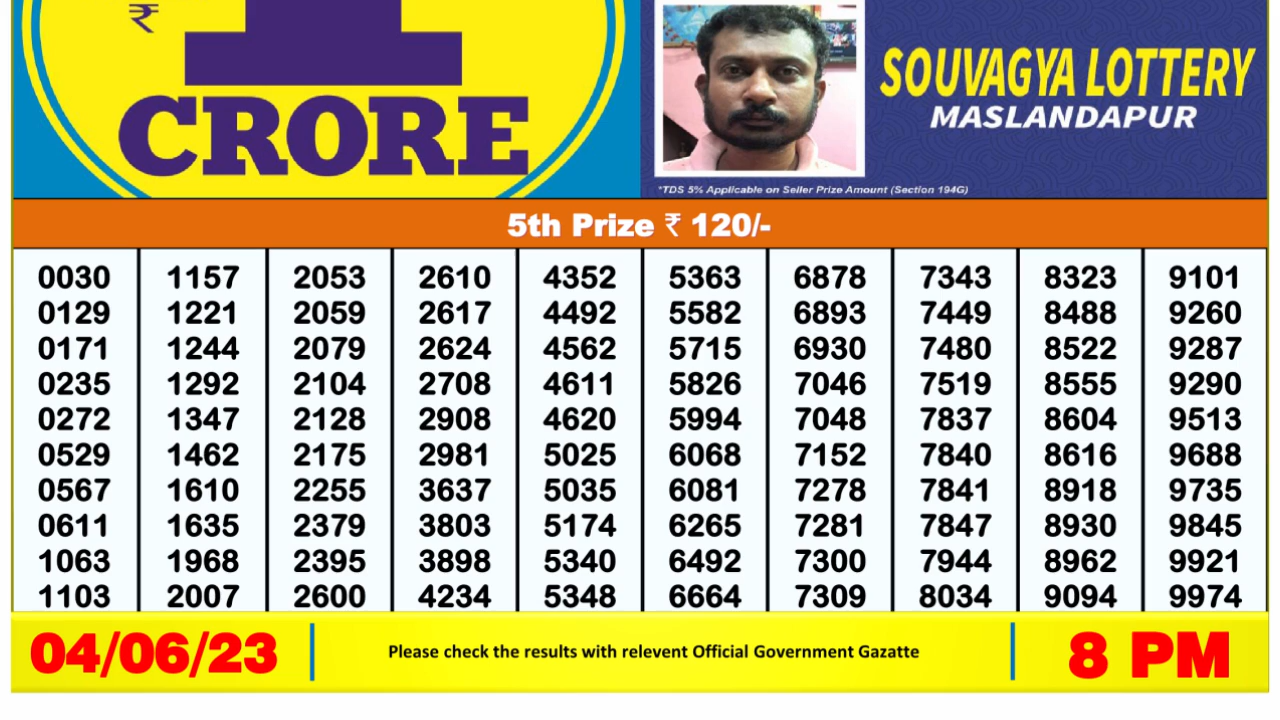 ₹
CRORE
SOUVAGYA LOTTERY
MASLANDAPUR
*TDS 5% Applicable on Seller Prize Amount (Section 194G)
5th Prize ₹ 120/-
0030 1157 2053 2610 4352 5363 6878 7343 8323 9101
0129 1221 2059 2617 4492 5582 6893 7449 8488 9260
0171 1244 2079 2624 4562 5715 6930 7480 8522 9287
0235 1292 2104 2708 4611 5826 7046 7519 8555 9290
0272 1347 2128 2908 4620 5994 7048 7837 8604 9513
0529 1462 2175 2981 5025 6068 7152 7840 8616 9688
0567 1610 2255 3637 5035 6081 7278 7841 8918 9735
0611 1635 2379 3803 5174 6265 7281 7847 8930 9845
1063 1968 2395 3898 5340 6492 7300 7944 8962 9921
1103 2007 2600 4234 5348 6664 7309 8034 9094 9974
04/06/23 Please check the results with relevent Official Government Gazatte 8 PM